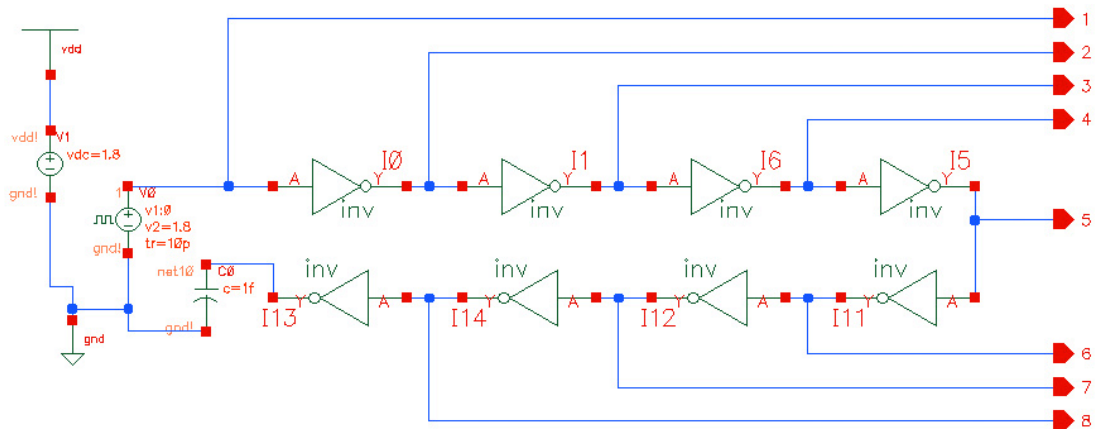 1
2
3
4
vdd
vdd!
V1
vdc=1.8
gnd!
1
V0
v1:0
v2=1.8
tr=10p
gnd!
A
I0
Y
inv
A
I1
Y
inv
A
I6
Y
inv
A
I5
Y
inv
5
net10
C0
c=1f
gnd!
gnd
inv
Y
A
I13
inv
Y
A
I14
inv
Y
A
I12
inv
Y
A
I11
6
7
8